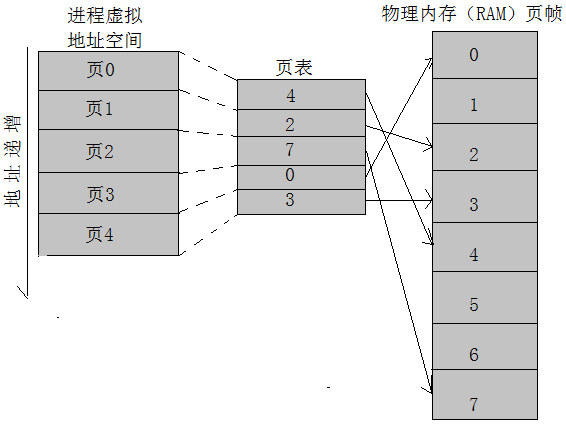 进程虚拟
地址空间
页0
页1
页2
页3
页4
地址递增
页表
4
2
7
0
3
物理内存（RAM）页帧
0
1
2
3
4
5
6
7